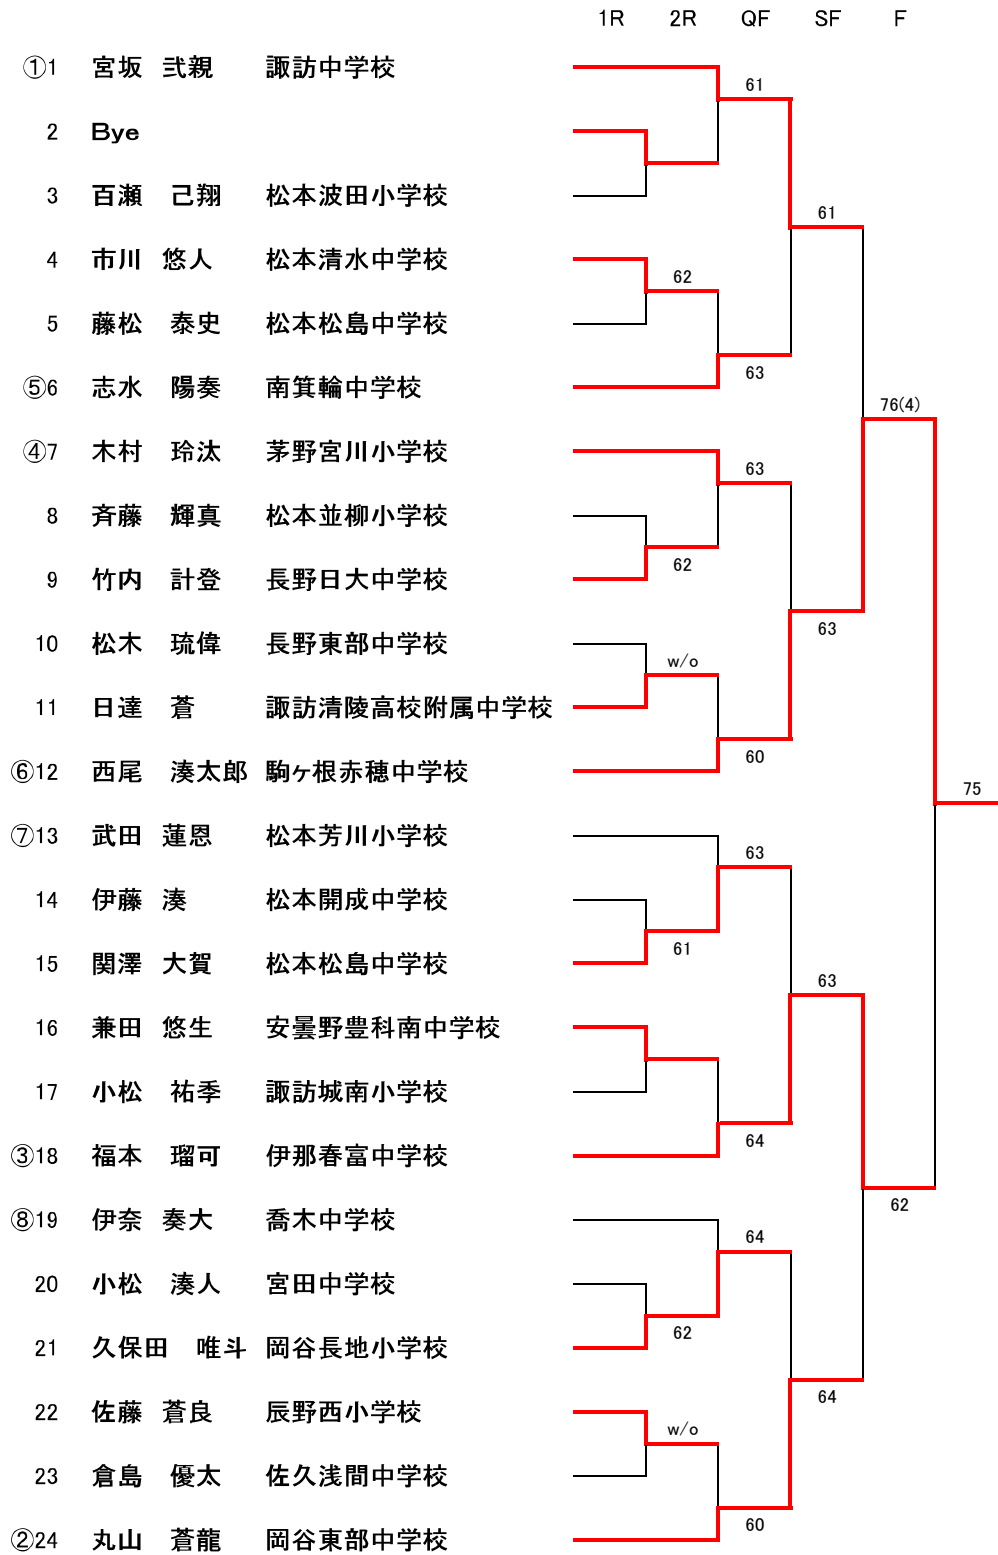 1R 2R QF SF F
①1 宮坂 弐親 諏訪中学校
61
2 Bye
3 百瀬 己翔 松本波田小学校
61
4 市川 悠人 松本清水中学校
62
5 藤松 泰史 松本松島中学校
63
⑤6 志水 陽奏 南箕輪中学校
76(4)
④7 木村 玲汰 茅野宮川小学校
63
8 斉藤 輝真 松本並柳小学校
62
9 竹内 計登 長野日大中学校
63
10 松木 琉偉 長野東部中学校
w/o
11 日達 蒼 諏訪清陵高校附属中学校
60
⑥12 西尾 湊太郎 駒ヶ根赤穂中学校
75
⑦13 武田 蓮恩 松本芳川小学校
63
14 伊藤 湊 松本開成中学校
61
15 関澤 大賀 松本松島中学校
63
16 兼田 悠生 安曇野豊科南中学校
17 小松 祐季 諏訪城南小学校
64
③18 福本 瑠可 伊那春富中学校
62
⑧19 伊奈 奏大 喬木中学校
64
20 小松 湊人 宮田中学校
62
21 久保田 唯斗 岡谷長地小学校
64
22 佐藤 蒼良 辰野西小学校
w/o
23 倉島 優太 佐久浅間中学校
60
②24 丸山 蒼龍 岡谷東部中学校